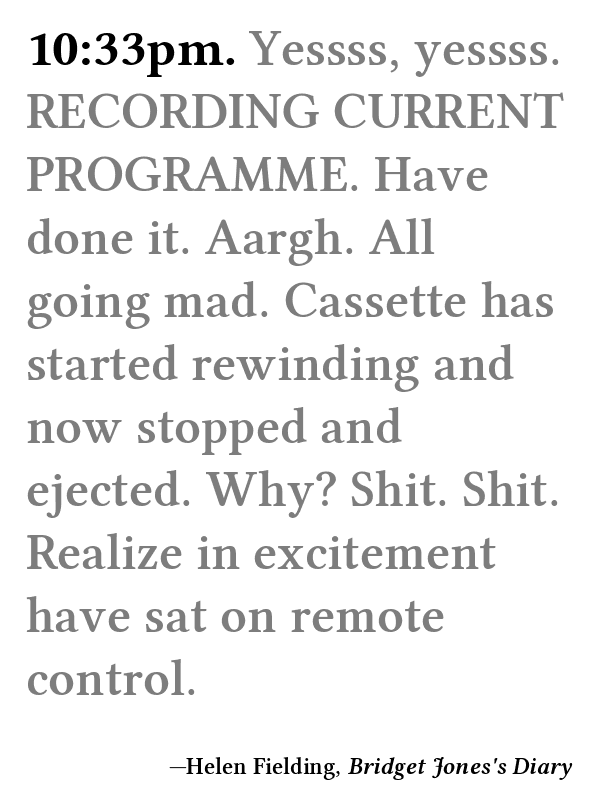 10:33pm. Yessss, yessss.
RECORDING CURRENT
PROGRAMME. Have
done it. Aargh. All
going mad. Cassette has
started rewinding and
now stopped and
ejected. Why? Shit. Shit.
Realize in excitement
have sat on remote
control.
—Helen Fielding, Bridget Jones's Diary